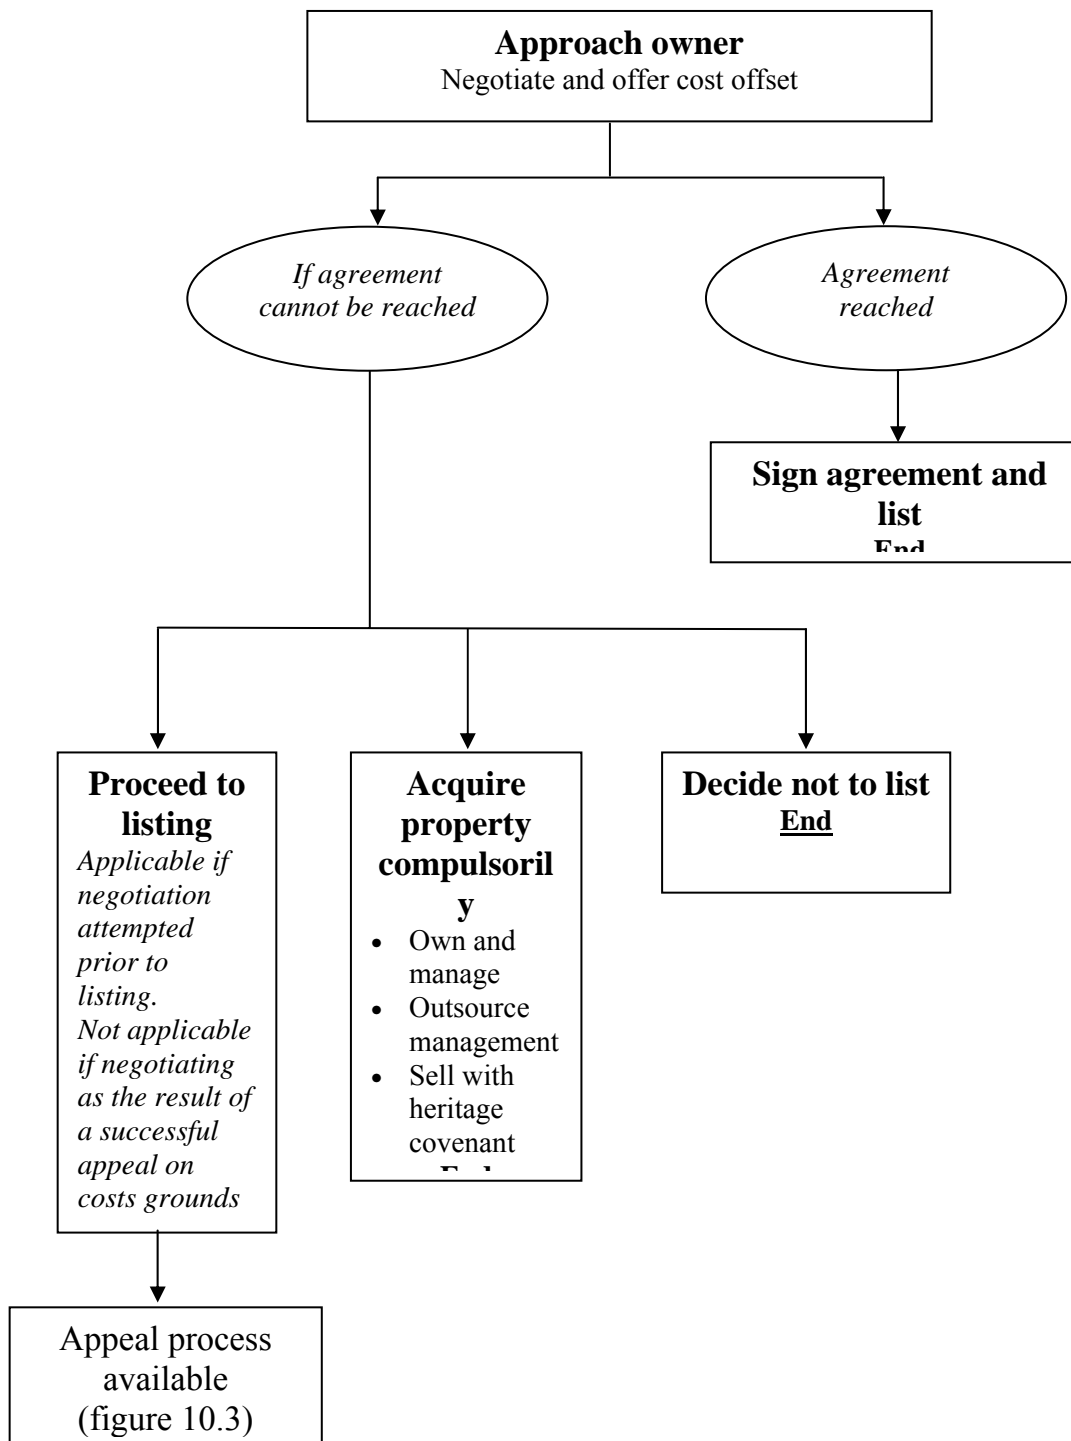 Approach owner
Negotiate and offer cost offset
If agreement
cannot be reached
Agreement
reached
Sign agreement and
list
End
Proceed to
listing
Applicable if
negotiation
attempted
prior to
listing.
Not applicable
if negotiating
as the result of
a successful
appeal on
costs grounds
Acquire
property
compulsoril
y
• Own and
manage
• Outsource
management
• Sell with
heritage
covenant
End
Decide not to list
End
Appeal process
available
(figure 10.3)